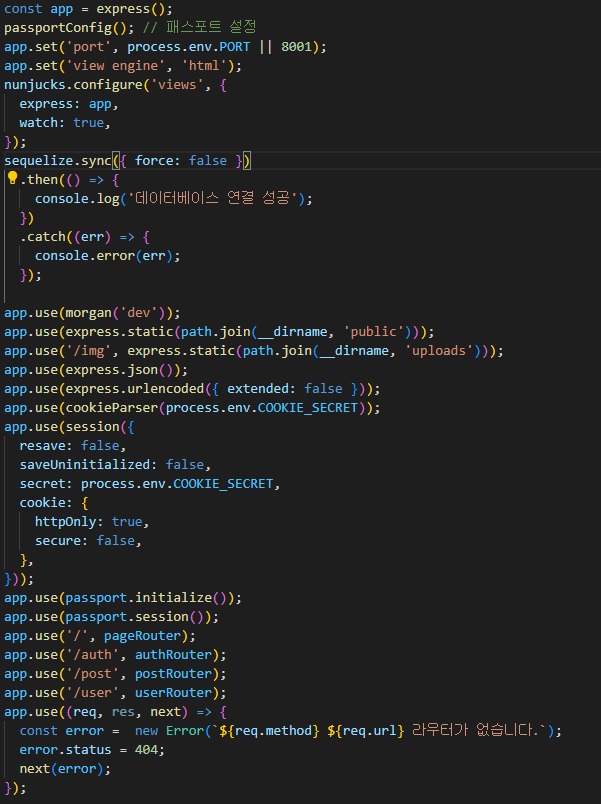 const app = express();
passportConfig(); // 패스포트 설정
app.set('port', process.env.PORT || 8001);
app.set('view engine', 'html');
nunjucks.configure('views', {
  express: app,
  watch: true,
});
sequelize.sync({ force: false })
  .then(() => {
    console.log('데이터베이스 연결 성공');
  })
  .catch((err) => {
    console.error(err);
  });

app.use(morgan('dev'));
app.use(express.static(path.join(__dirname, 'public')));
app.use('/img', express.static(path.join(__dirname, 'uploads')));
app.use(express.json());
app.use(express.urlencoded({ extended: false }));
app.use(cookieParser(process.env.COOKIE_SECRET));
app.use(session({
  resave: false,
  saveUninitialized: false,
  secret: process.env.COOKIE_SECRET,
  cookie: {
    httpOnly: true,
    secure: false,
  },
}));
app.use(passport.initialize());
app.use(passport.session());
app.use('/', pageRouter);
app.use('/auth', authRouter);
app.use('/post', postRouter);
app.use('/user', userRouter);
app.use((req, res, next) => {
  const error =  new Error(`${req.method} ${req.url} 라우터가 없습니다.`);
  error.status = 404;
  next(error);
});